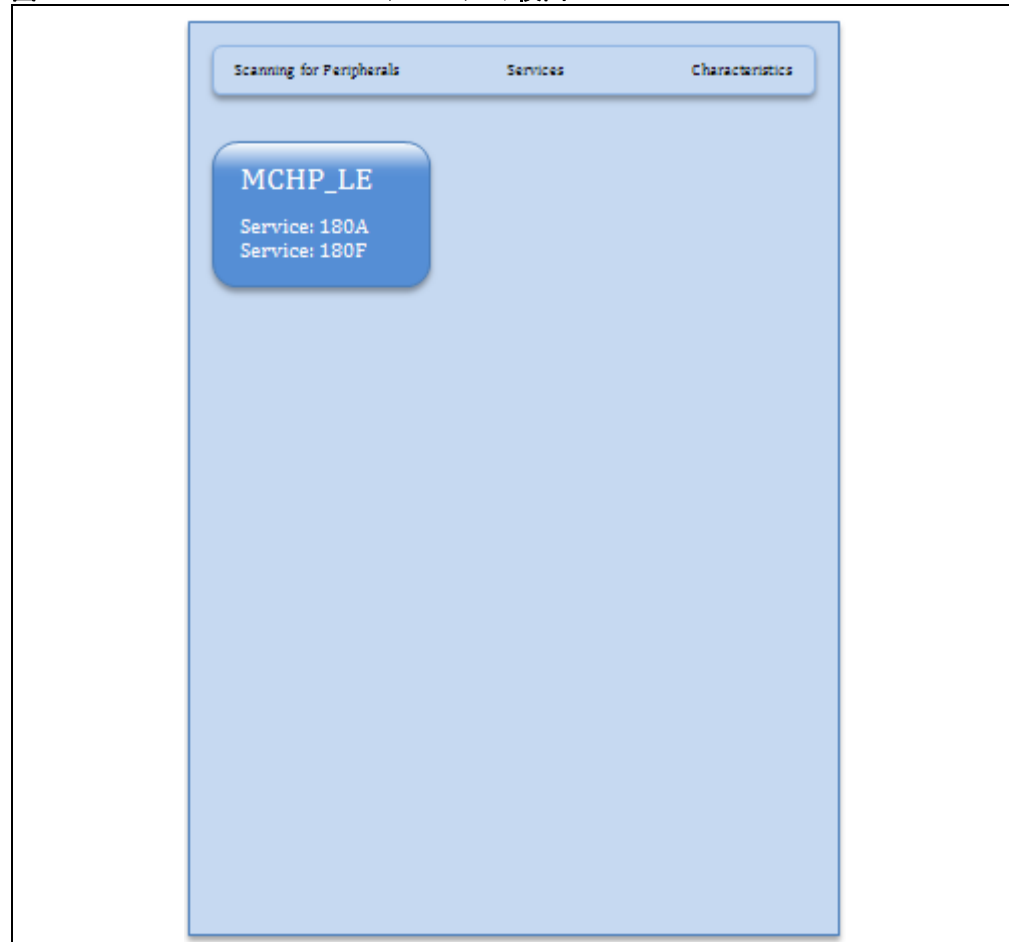 Scanning for Peripherals Services Characteristics
MCHP_LE
Service: 180A
Service: 180F